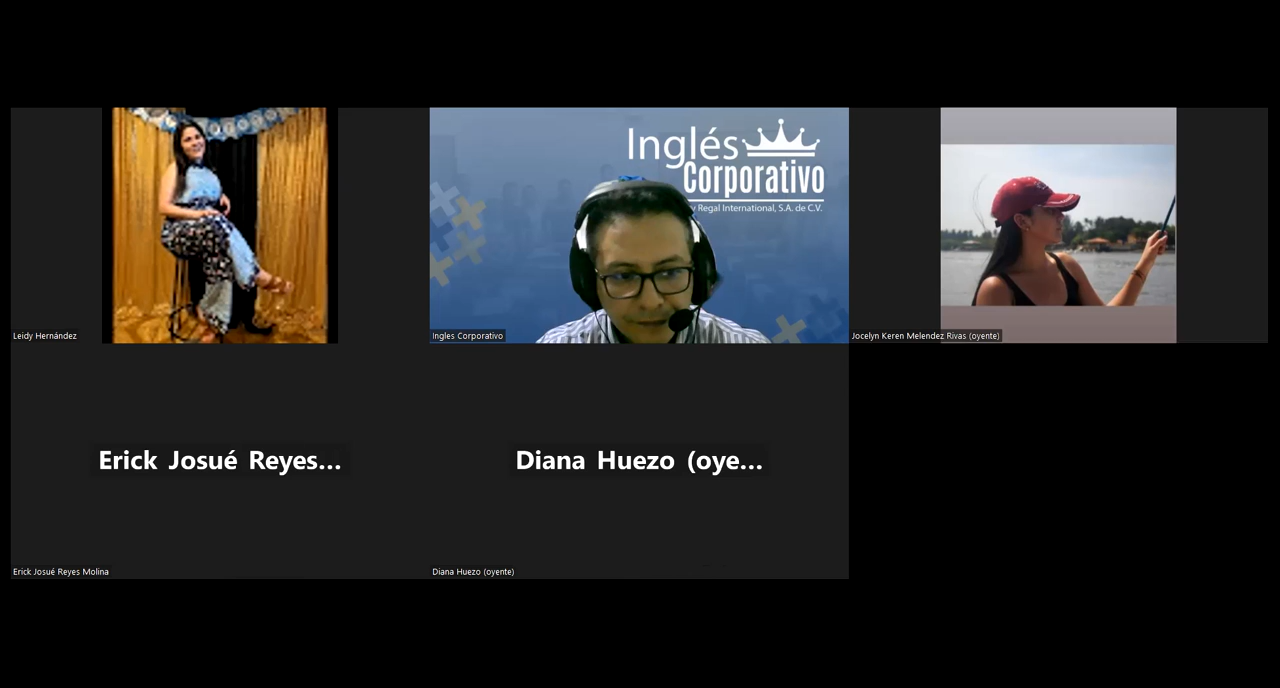 Inglés
Corporativo
y Regal International, S.A. de C.V.
Leidy Hernández
Ingles Corporativo
Jocelyn Keren Melendez Rivas (oyente)
Erick Josué Reyes...
Diana Huezo (oye...
Erick Josué Reyes Molina
Diana Huezo (oyente)